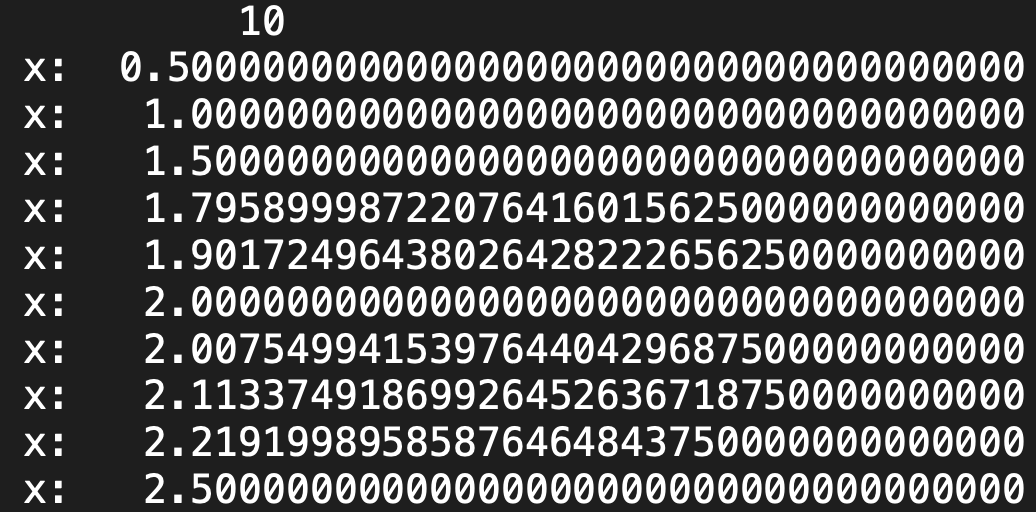 10
x: 0.500000000000000000000000000000000000
x: 1.00000000000000000000000000000000000
x: 1.50000000000000000000000000000000000
x: 1.79589998722076416015625000000000000
x: 1.90172496438026428222656250000000000
x: 2.00000000000000000000000000000000000
x: 2.00754994153976440429687500000000000
x: 2.11337491869926452636718750000000000
x: 2.21919989585876464843750000000000000
x: 2.50000000000000000000000000000000000